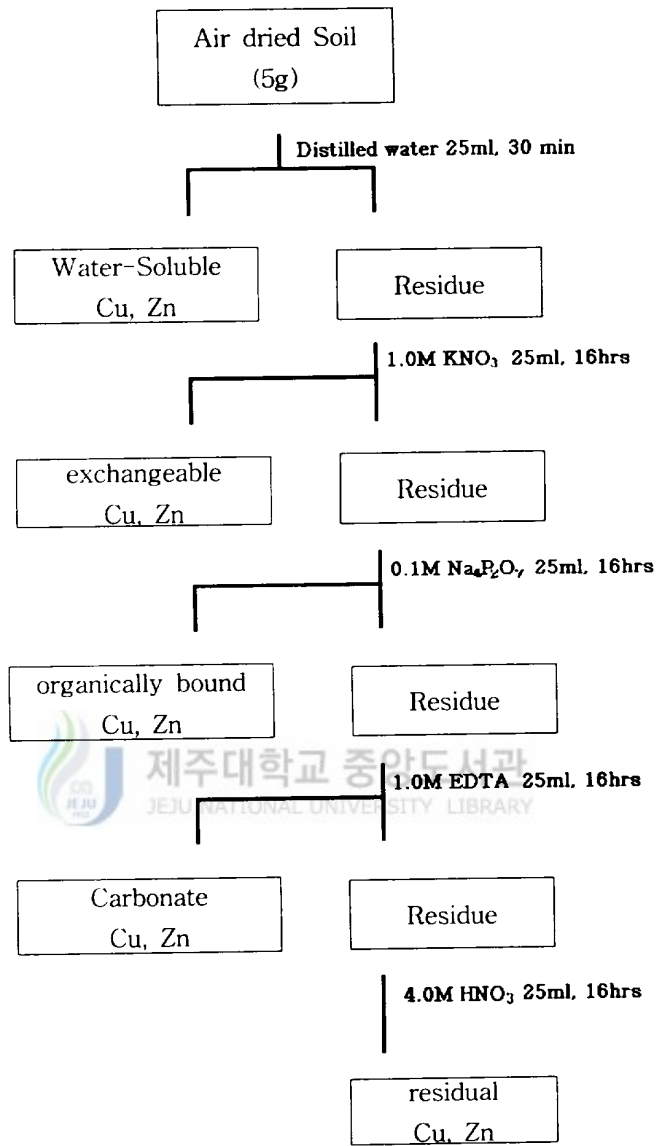 Air dried Soil
(5g)
Distilled water 25ml, 30 min
Water-Soluble
Cu, Zn
Residue
1.0M KNO₃ 25ml, 16hrs
exchangeable
Cu, Zn
Residue
0.1M Na₄P₂O₇ 25ml, 16hrs
organically bound
Cu, Zn
Residue
제주대학교 중앙도서관
JEJU NATIONAL UNIVERSITY LIBRARY
JEJU
1952
1.0M EDTA 25ml, 16hrs
Carbonate
Cu, Zn
Residue
4.0M HNO₃ 25ml, 16hrs
residual
Cu, Zn